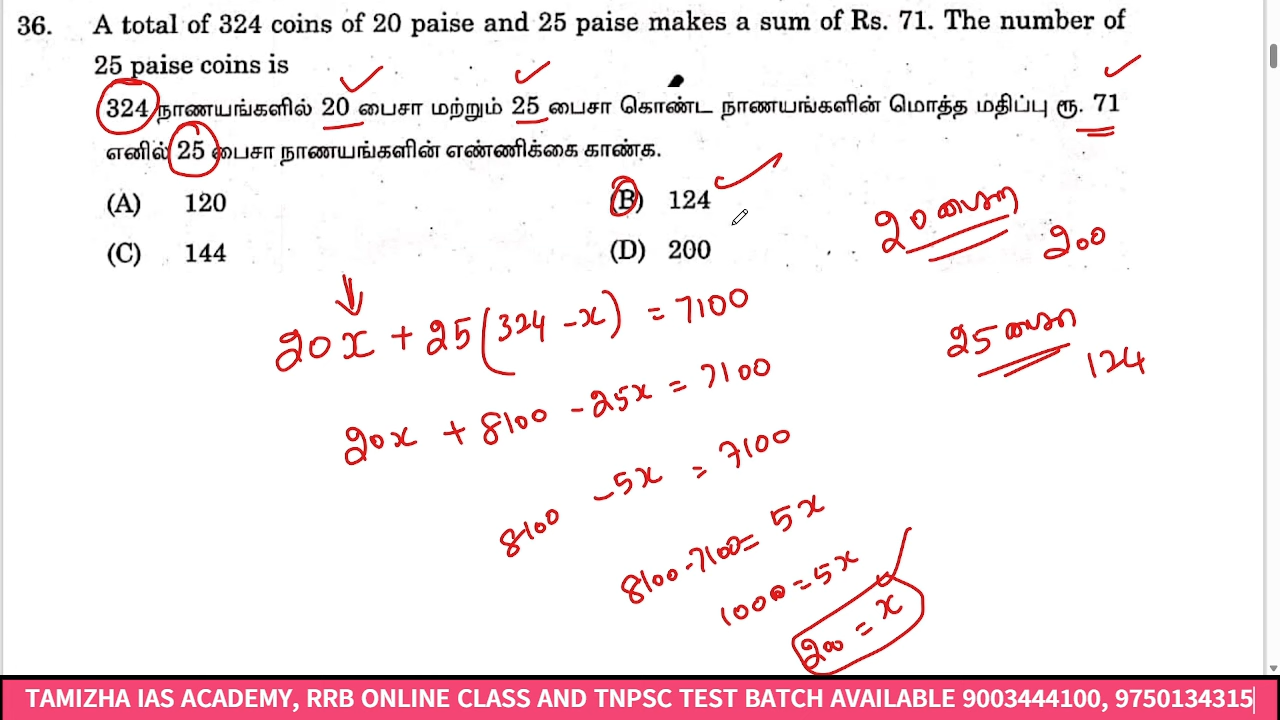 36. A total of 324 coins of 20 paise and 25 paise makes a sum of Rs. 71. The number of
25 paise coins is
324 நாணயங்களில் 20 பைசா மற்றும் 25 பைசா கொண்ட நாணயங்களின் மொத்த மதிப்பு ரூ. 71
எனில் 25 பைசா நாணயங்களின் எண்ணிக்கை காண்க.
(A) 120 (B) 124
(C) 144 (D) 200
20 பைசா
200
25 பைசா
124
20x + 25(324 - x) = 7100
20x + 8100 - 25x = 7100
8100 - 5x = 7100
8100 - 7100 = 5x
1000 = 5x
200 = x
TAMIZHA IAS ACADEMY, RRB ONLINE CLASS AND TNPSC TEST BATCH AVAILABLE 9003444100, 9750134315